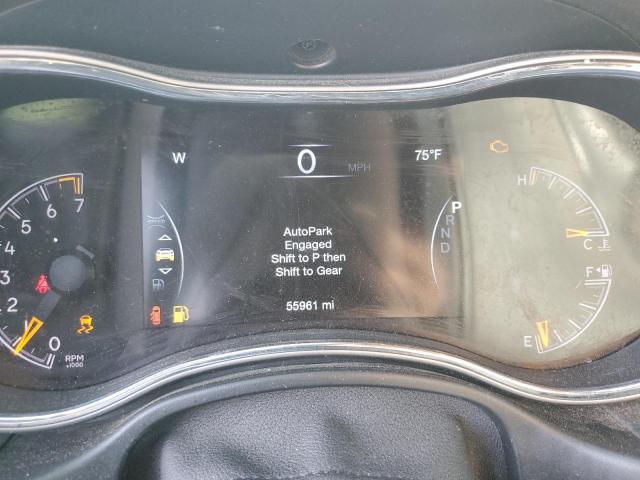 W
0 MPH
75°F
7
6
5
4
3
2
1
0
RPM
x1000
AutoPark
Engaged
Shift to P then
Shift to Gear
55961 mi
P
R
N
D
H
C
F
E